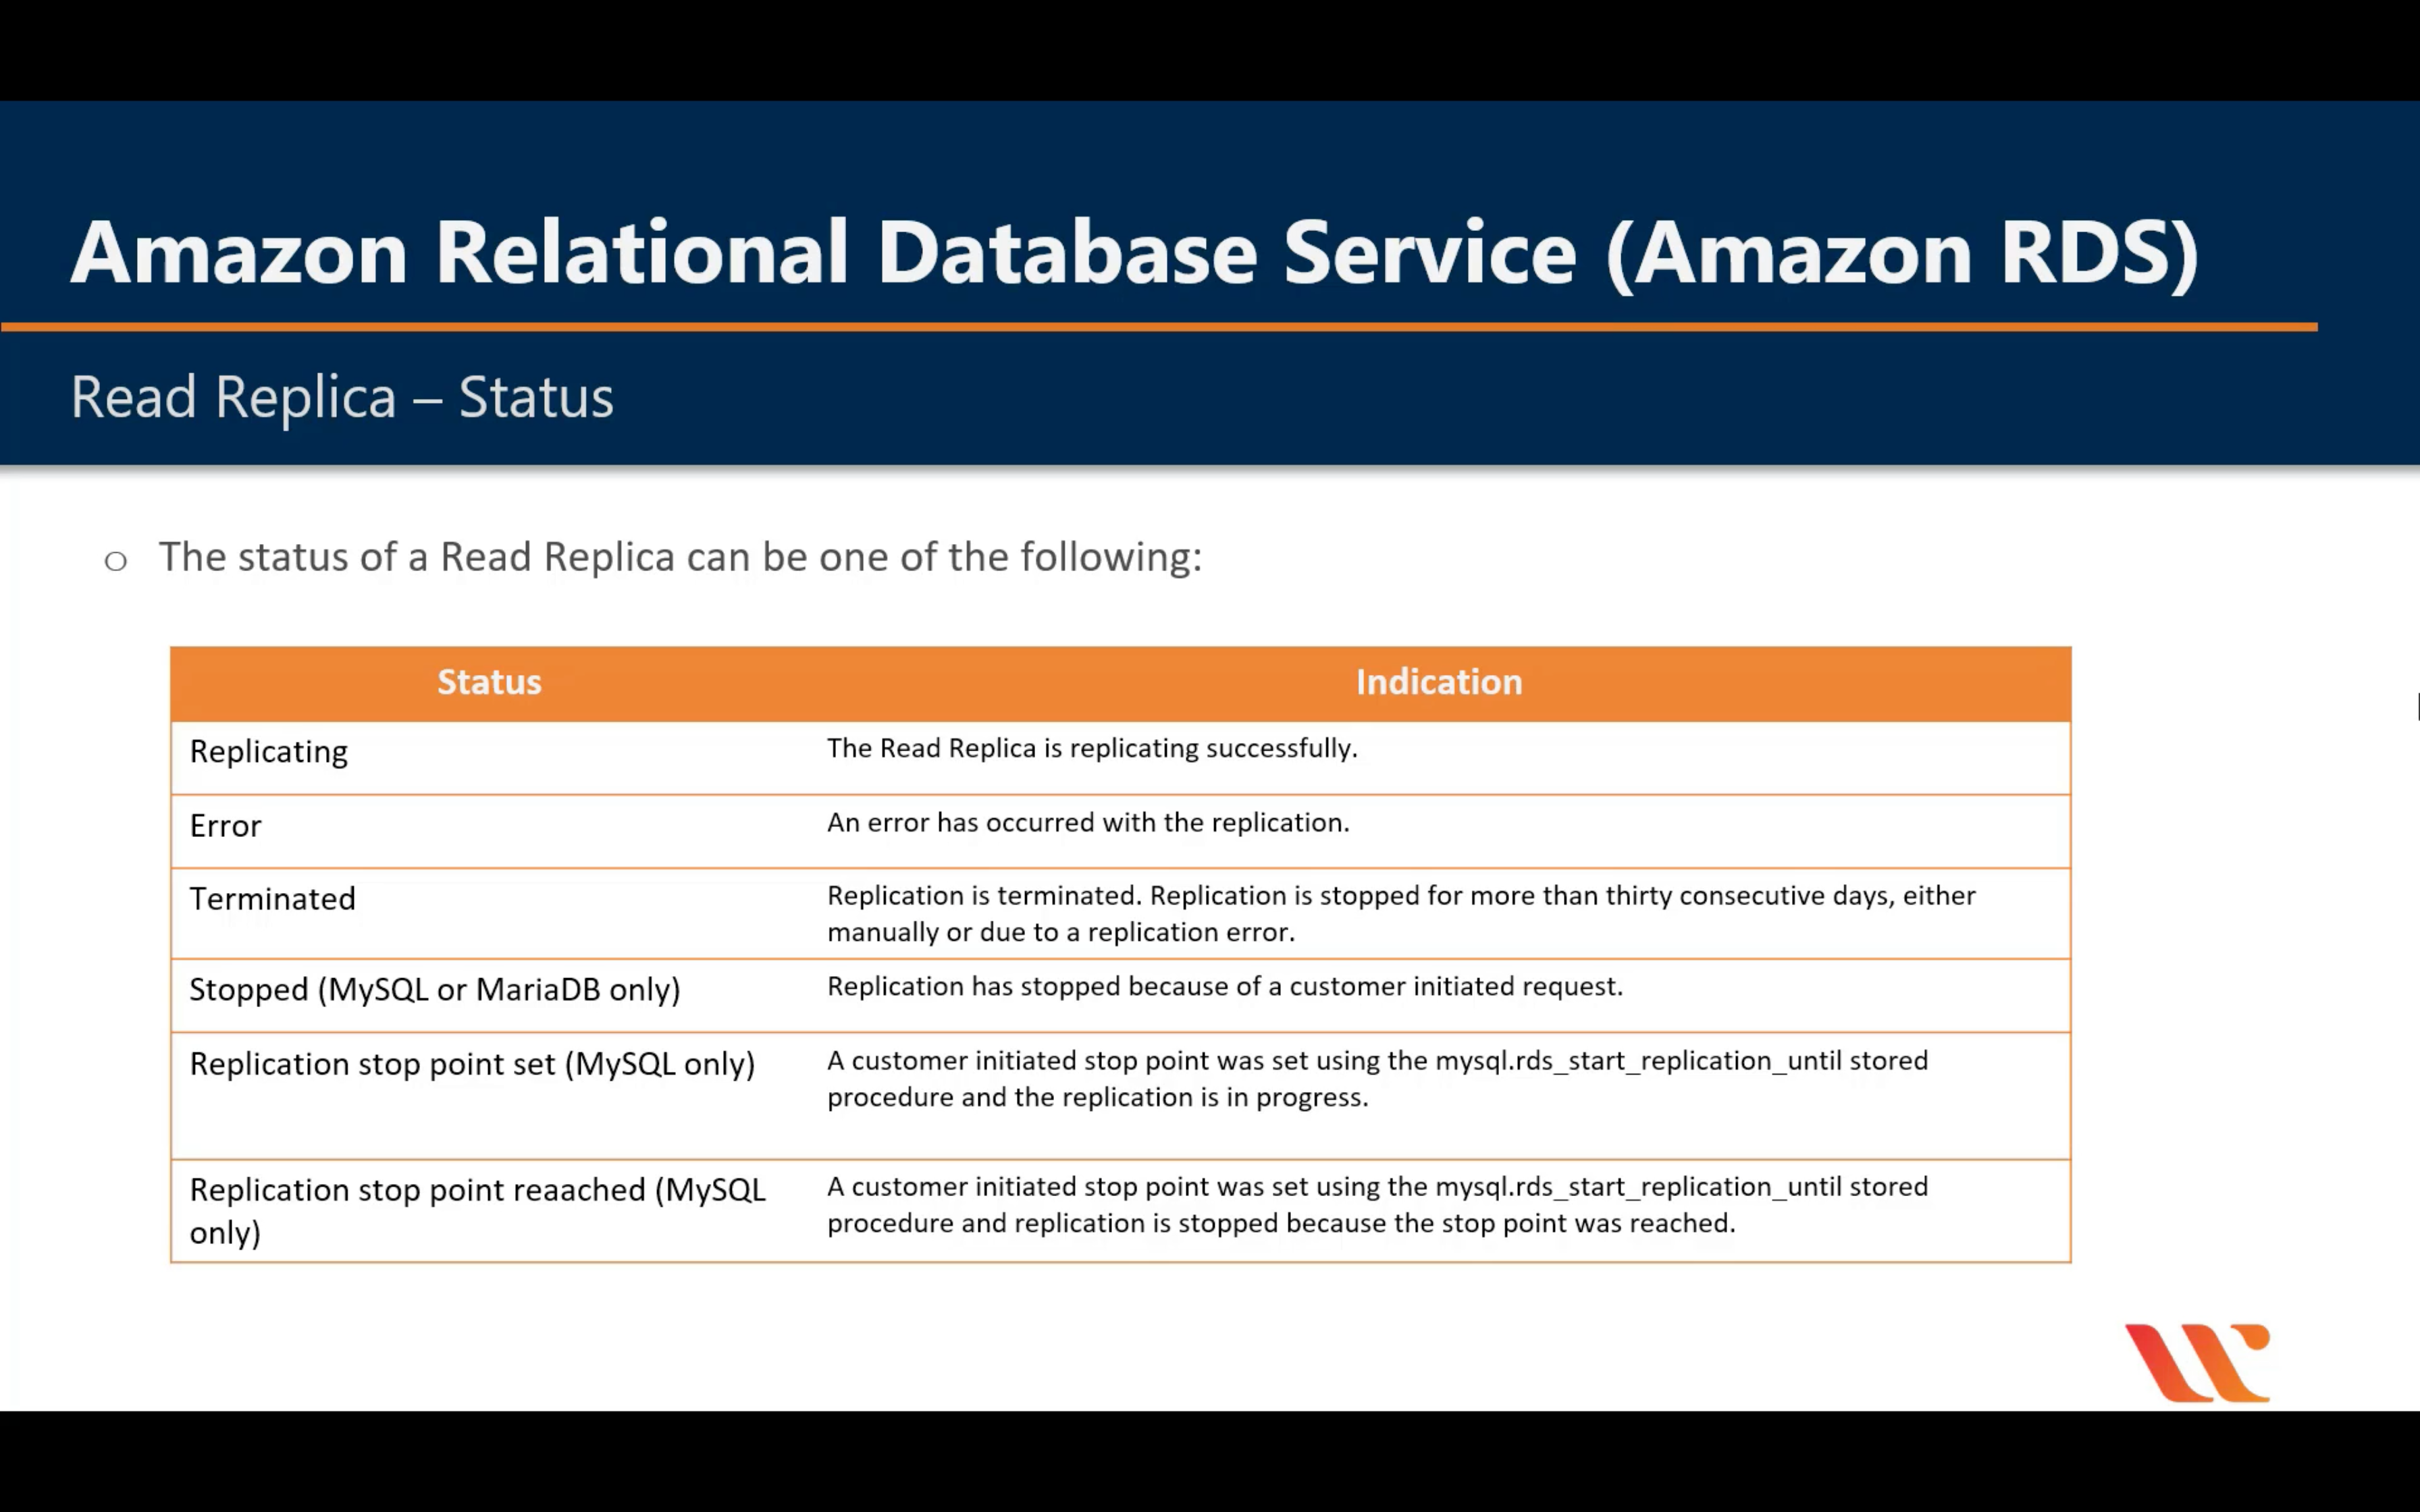 Amazon Relational Database Service (Amazon RDS)
Read Replica – Status
o The status of a Read Replica can be one of the following:
Status Indication
Replicating The Read Replica is replicating successfully.
Error An error has occurred with the replication.
Terminated Replication is terminated. Replication is stopped for more than thirty consecutive days, either
manually or due to a replication error.
Stopped (MySQL or MariaDB only) Replication has stopped because of a customer initiated request.
Replication stop point set (MySQL only) A customer initiated stop point was set using the mysql.rds_start_replication_until stored
procedure and the replication is in progress.
Replication stop point reaached (MySQL
only)
A customer initiated stop point was set using the mysql.rds_start_replication_until stored
procedure and replication is stopped because the stop point was reached.